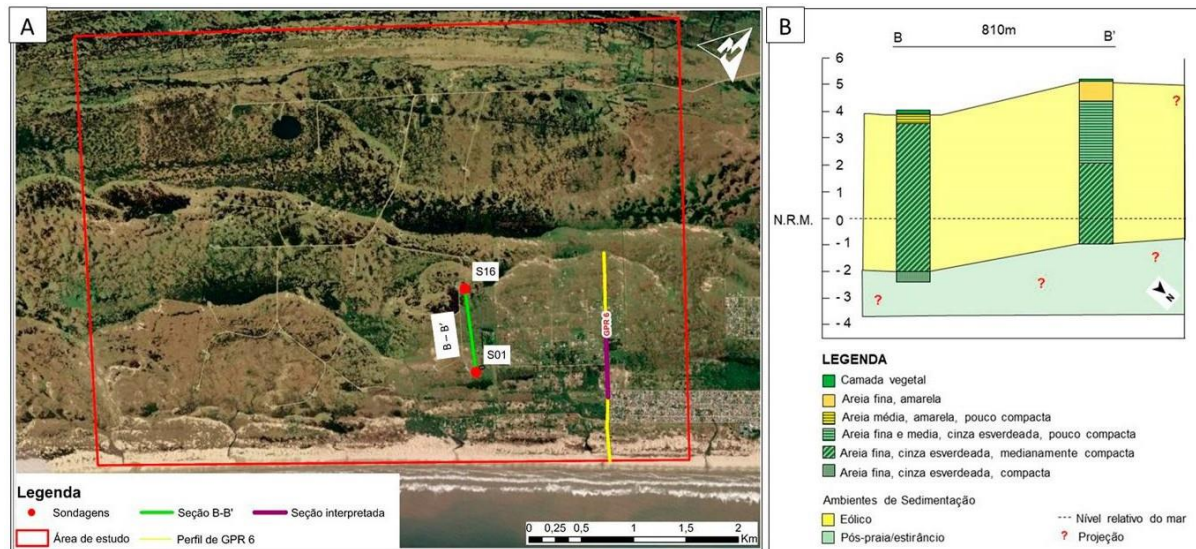 A
N
S16
B – B'
S01
GPR 6
Legenda
Sondagens
Seção B-B'
Seção interpretada
Área de estudo
Perfil de GPR 6
0 0,25 0,5 1 1,5 2
Km
B
B 810m B'
6
5
4
3
2
1
N.R.M. 0
- 1
- 2
- 3
- 4
?
?
?
?
N
LEGENDA
Camada vegetal
Areia fina, amarela
Areia média, amarela, pouco compacta
Areia fina e media, cinza esverdeada, pouco compacta
Areia fina, cinza esverdeada, medianamente compacta
Areia fina, cinza esverdeada, compacta
Ambientes de Sedimentação
Eólico
Pós-praia/estirâncio
Nível relativo do mar
? Projeção